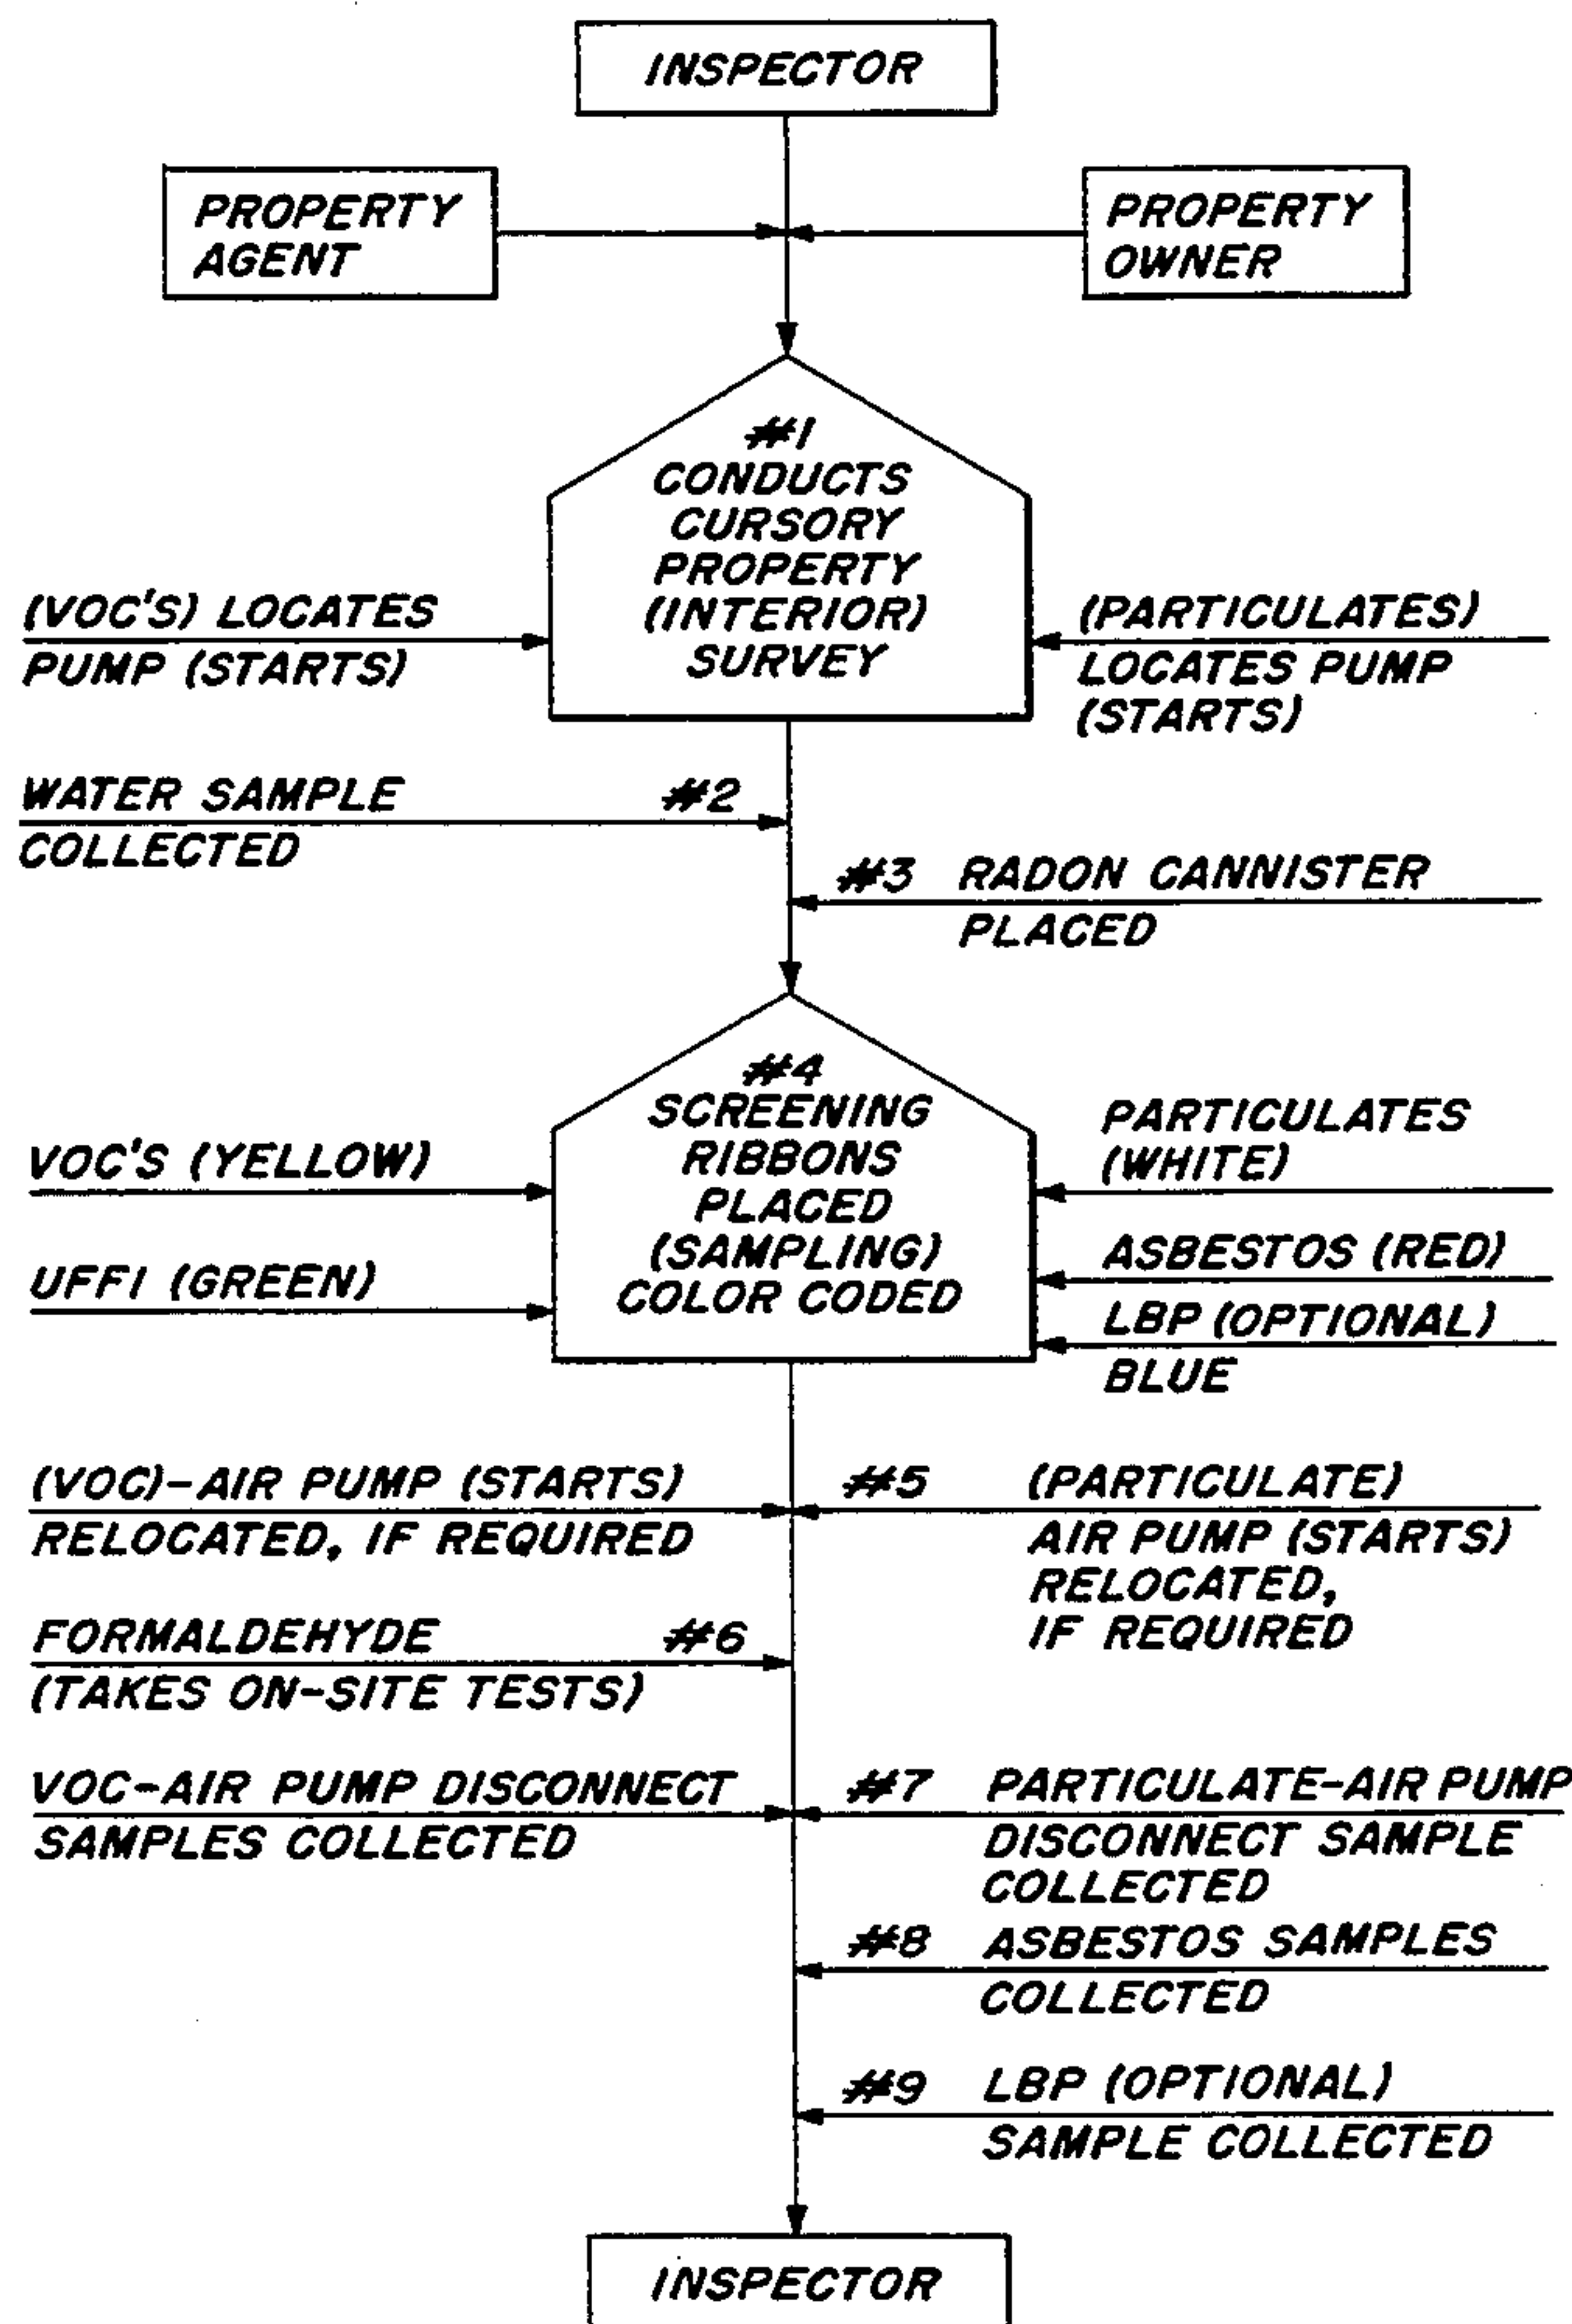 INSPECTOR
PROPERTY
AGENT
PROPERTY
OWNER
#1
CONDUCTS
CURSORY
PROPERTY
(INTERIOR)
SURVEY
(VOC'S) LOCATES
PUMP (STARTS)
(PARTICULATES)
LOCATES PUMP
(STARTS)
WATER SAMPLE #2
COLLECTED
#3 RADON CANNISTER
PLACED
#4
SCREENING
RIBBONS
PLACED
(SAMPLING)
COLOR CODED
VOC'S (YELLOW)
UFFI (GREEN)
PARTICULATES
(WHITE)
ASBESTOS (RED)
LBP (OPTIONAL)
BLUE
(VOC)-AIR PUMP (STARTS)
RELOCATED, IF REQUIRED
#5 (PARTICULATE)
AIR PUMP (STARTS)
RELOCATED,
IF REQUIRED
FORMALDEHYDE #6
(TAKES ON-SITE TESTS)
VOC-AIR PUMP DISCONNECT
SAMPLES COLLECTED
#7 PARTICULATE-AIR PUMP
DISCONNECT SAMPLE
COLLECTED
#8 ASBESTOS SAMPLES
COLLECTED
#9 LBP (OPTIONAL)
SAMPLE COLLECTED
INSPECTOR